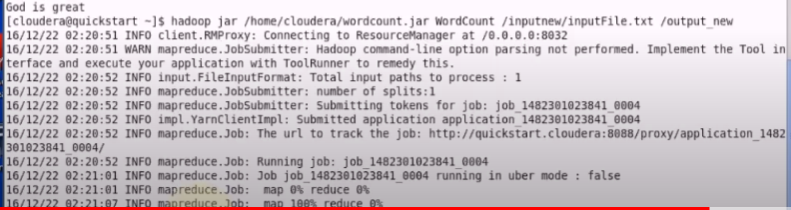 God is great
[cloudera@quickstart ~]$ hadoop jar /home/cloudera/wordcount.jar WordCount /inputnew/inputFile.txt /output_new
16/12/22 02:20:51 INFO client.RMProxy: Connecting to ResourceManager at /0.0.0.0:8032
16/12/22 02:20:51 WARN mapreduce.JobSubmitter: Hadoop command-line option parsing not performed. Implement the Tool in
terface and execute your application with ToolRunner to remedy this.
16/12/22 02:20:52 INFO input.FileInputFormat: Total input paths to process : 1
16/12/22 02:20:52 INFO mapreduce.JobSubmitter: number of splits:1
16/12/22 02:20:52 INFO mapreduce.JobSubmitter: Submitting tokens for job: job_1482301023841_0004
16/12/22 02:20:52 INFO impl.YarnClientImpl: Submitted application application_1482301023841_0004
16/12/22 02:20:52 INFO mapreduce.Job: The url to track the job: http://quickstart.cloudera:8088/proxy/application_1482
301023841_0004/
16/12/22 02:20:52 INFO mapreduce.Job: Running job: job_1482301023841_0004
16/12/22 02:21:01 INFO mapreduce.Job: Job job_1482301023841_0004 running in uber mode : false
16/12/22 02:21:01 INFO mapreduce.Job:  map 0% reduce 0%
16/12/22 02:21:07 INFO mapreduce.Job:  map 100% reduce 0%